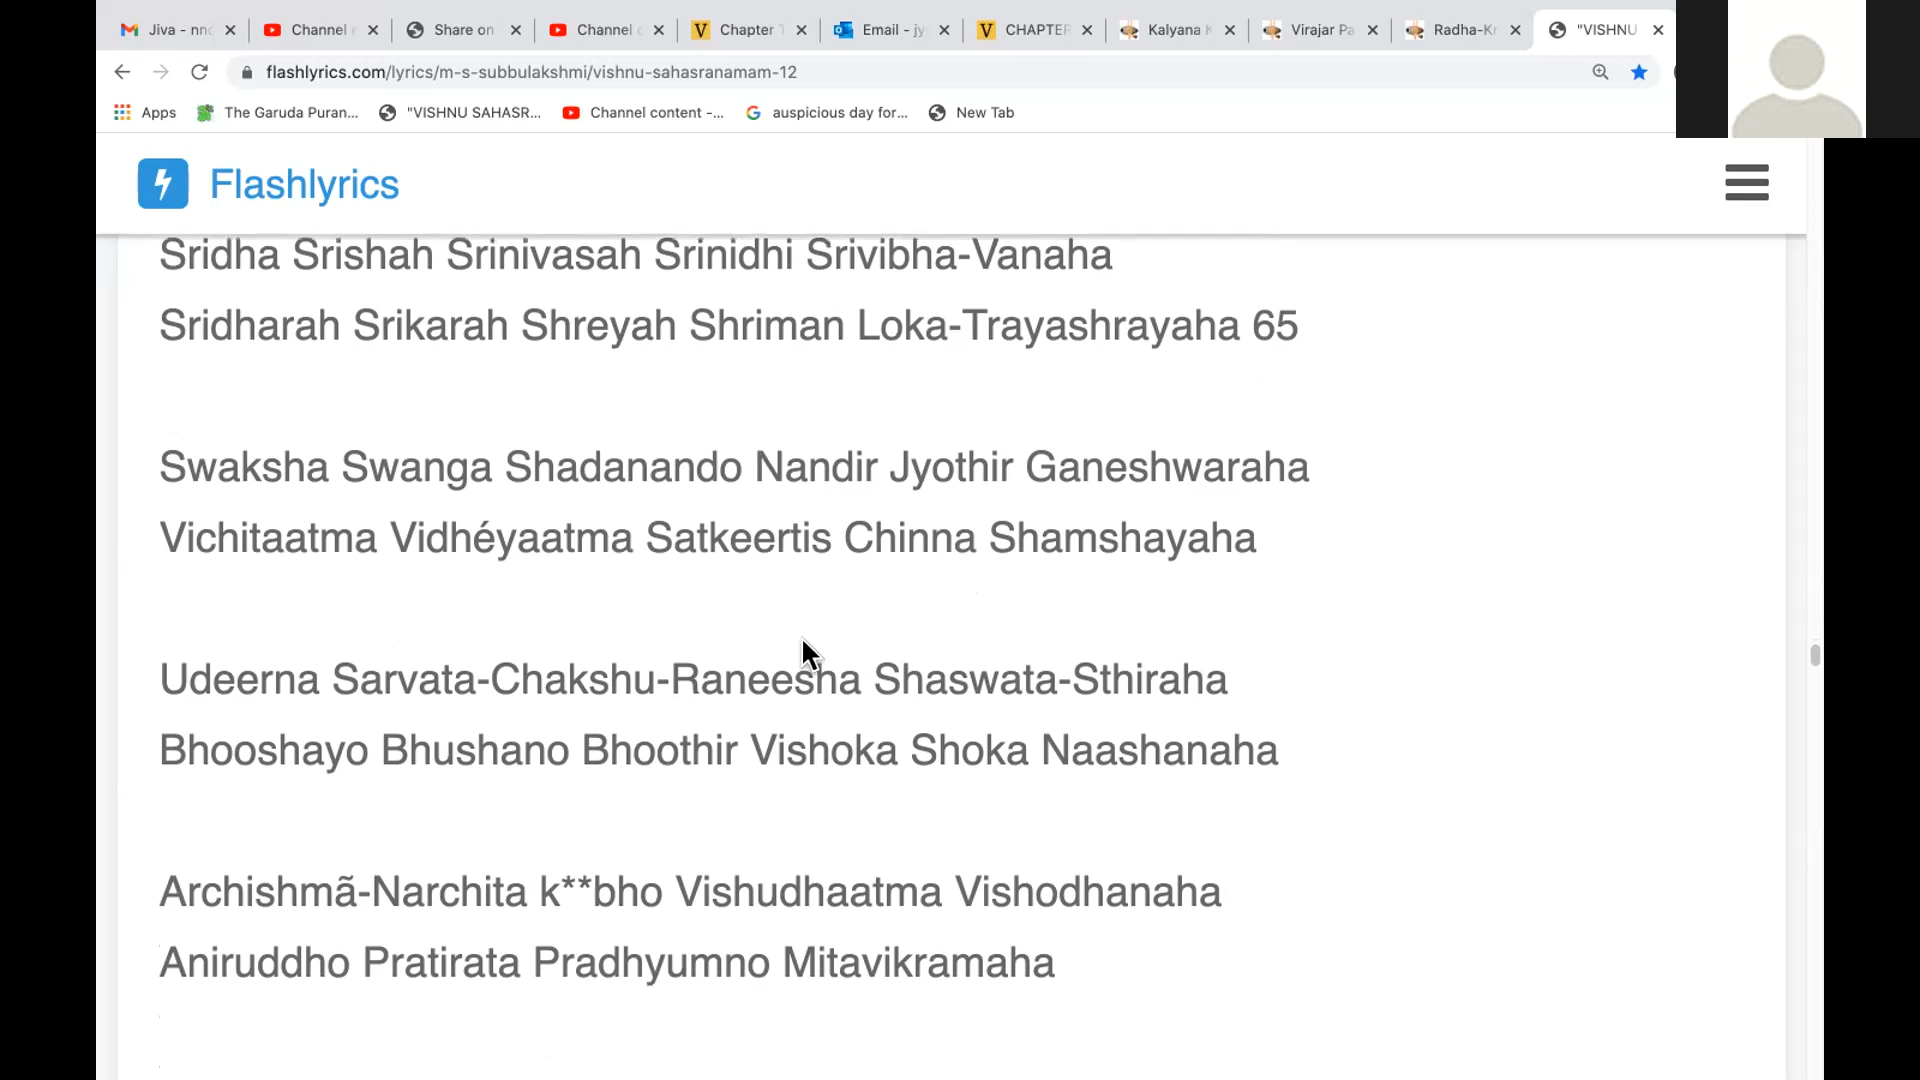 Jiva - nnd
Channel c
Share on
Channel c
Chapter 1
Email - jy
CHAPTER
Kalyana K
Virajar Pa
Radha-Kr
"VISHNU
flashlyrics.com/lyrics/m-s-subbulakshmi/vishnu-sahasranamam-12
Apps
The Garuda Puran...
"VISHNU SAHASR...
Channel content -...
auspicious day for...
New Tab
Flashlyrics
Sridha Srishah Srinivasah Srinidhi Srivibha-Vanaha
Sridharah Srikarah Shreyah Shriman Loka-Trayashrayaha 65
Swaksha Swanga Shadanando Nandir Jyothir Ganeshwaraha
Vichitaatma Vidhéyaatma Satkeertis Chinna Shamshayaha
Udeerna Sarvata-Chakshu-Raneesha Shaswata-Sthiraha
Bhooshayo Bhushano Bhoothir Vishoka Shoka Naashanaha
Archishmã-Narchita k**bho Vishudhaatma Vishodhanaha
Aniruddho Pratirata Pradhyumno Mitavikramaha